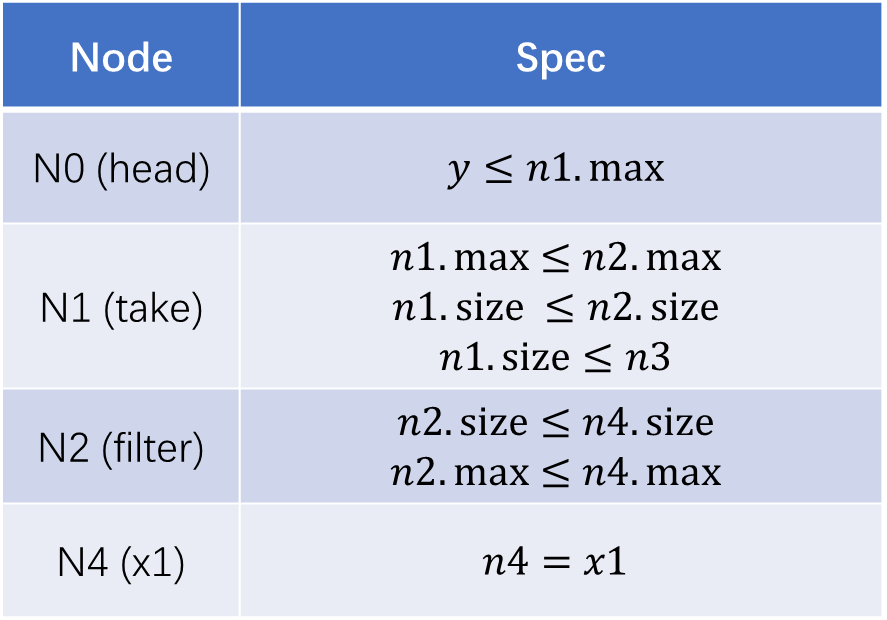 Node Spec
N0 (head) y ≤ n1. max
n1. max ≤ n2. max
N1 (take) n1. size ≤ n2. size
n1. size ≤ n3
N2 (filter) n2. size ≤ n4. size
n2. max ≤ n4. max
N4 (x1) n4 = x1